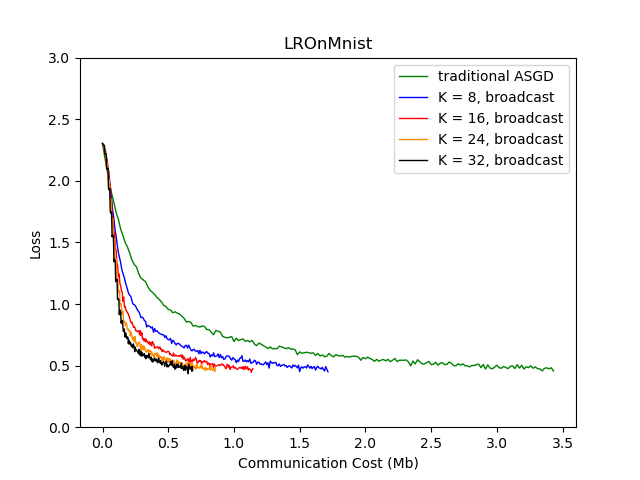 LROnMnist
traditional ASGD
K = 8, broadcast
K = 16, broadcast
K = 24, broadcast
K = 32, broadcast
Loss
3.0
2.5
2.0
1.5
1.0
0.5
0.0
0.0 0.5 1.0 1.5 2.0 2.5 3.0 3.5
Communication Cost (Mb)